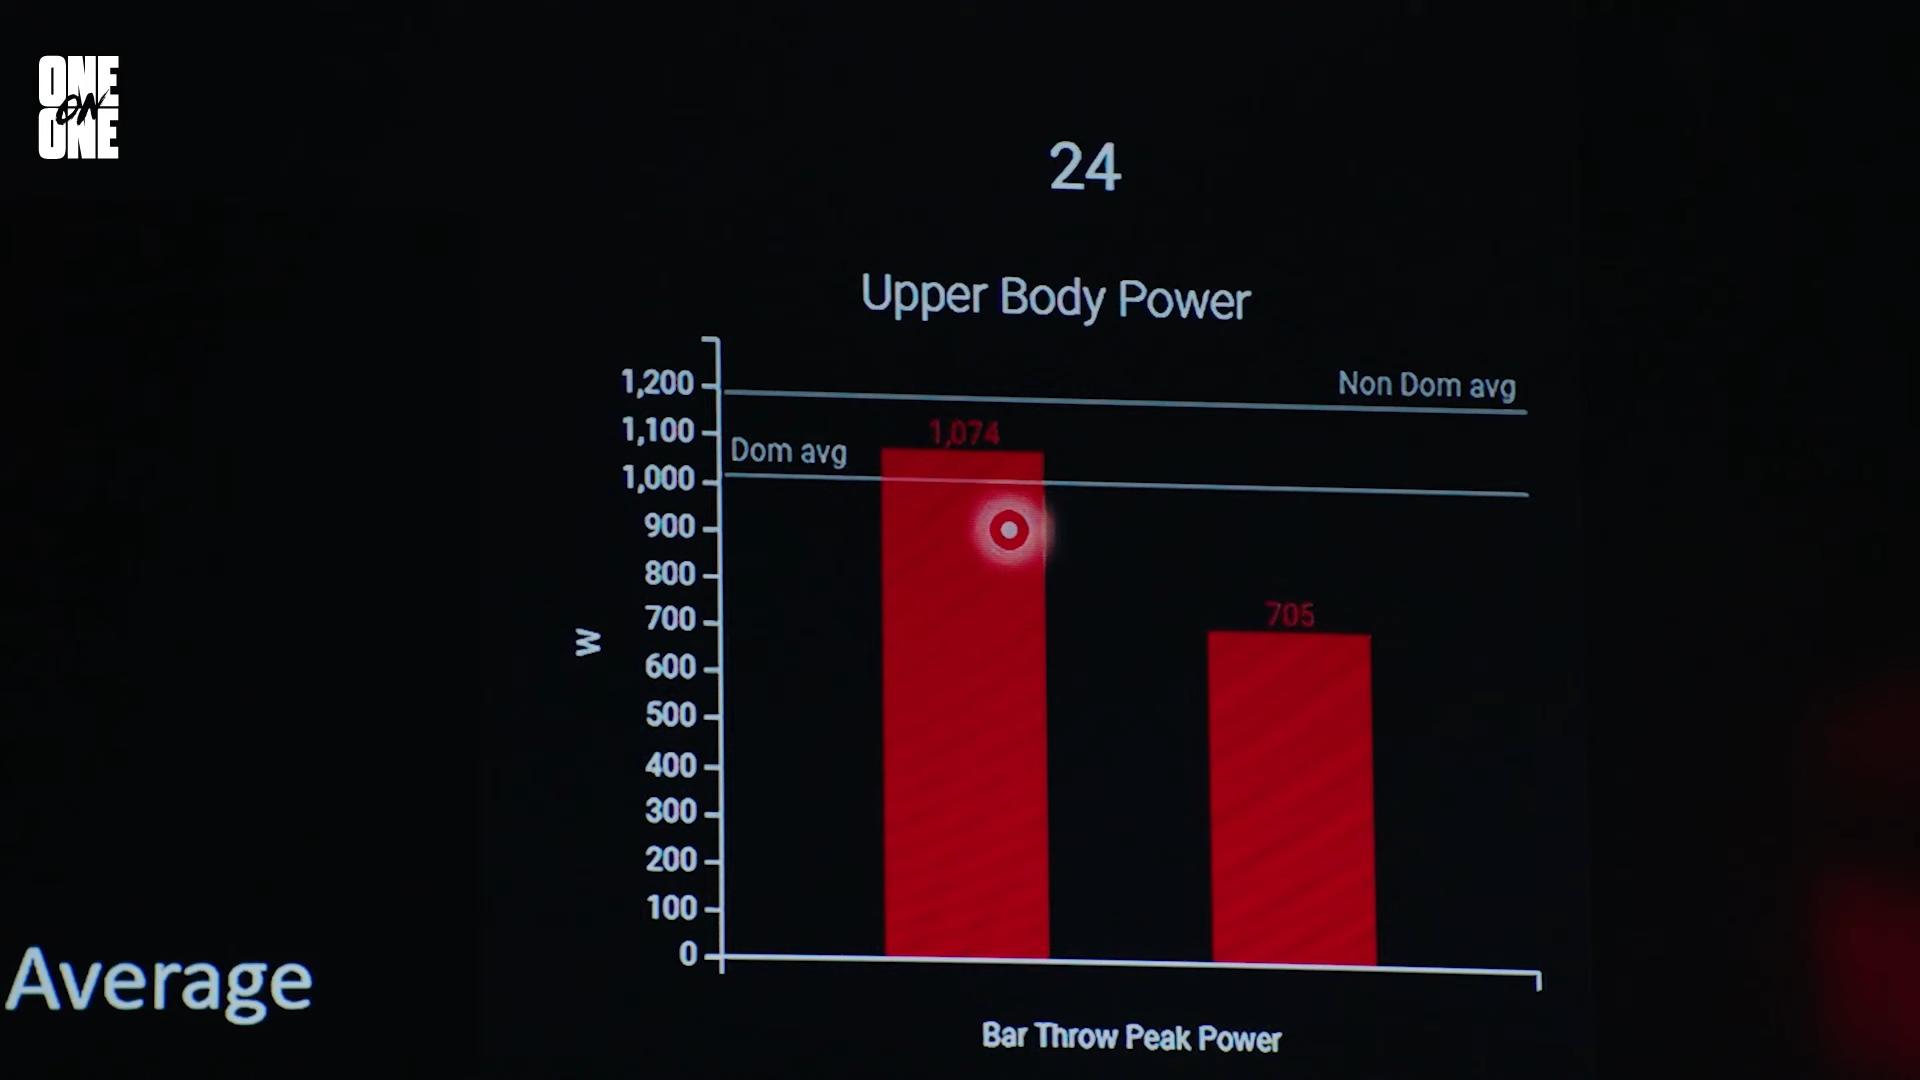 ONE
ON
ONE
24
Upper Body Power
1,200
Non Dom avg
1,100
1,074
Dom avg
1,000
900
800
700
705
W
600
500
400
300
200
100
0
Average
Bar Throw Peak Power